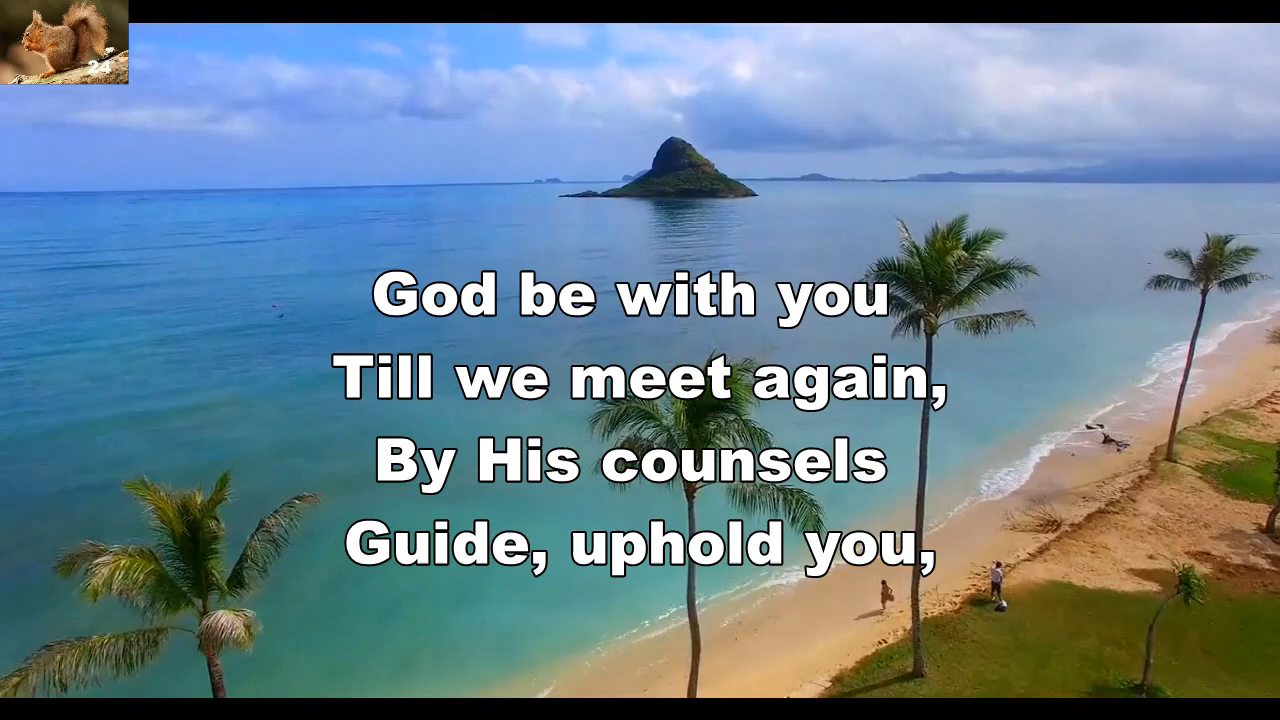 24
God be with you
Till we meet again,
By His counsels
Guide, uphold you,